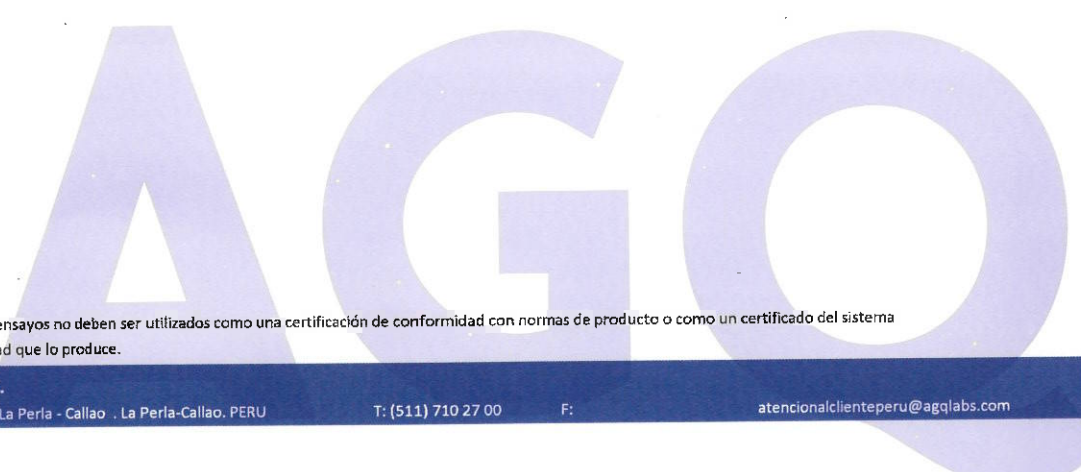 AGQ
ensayos no deben ser utilizados como una certificación de conformidad con normas de producto o como un certificado del sistema
que lo produce.
La Perla - Callao . La Perla-Callao. PERU T: (511) 710 27 00 F: atencionalclienteperu@agqlabs.com